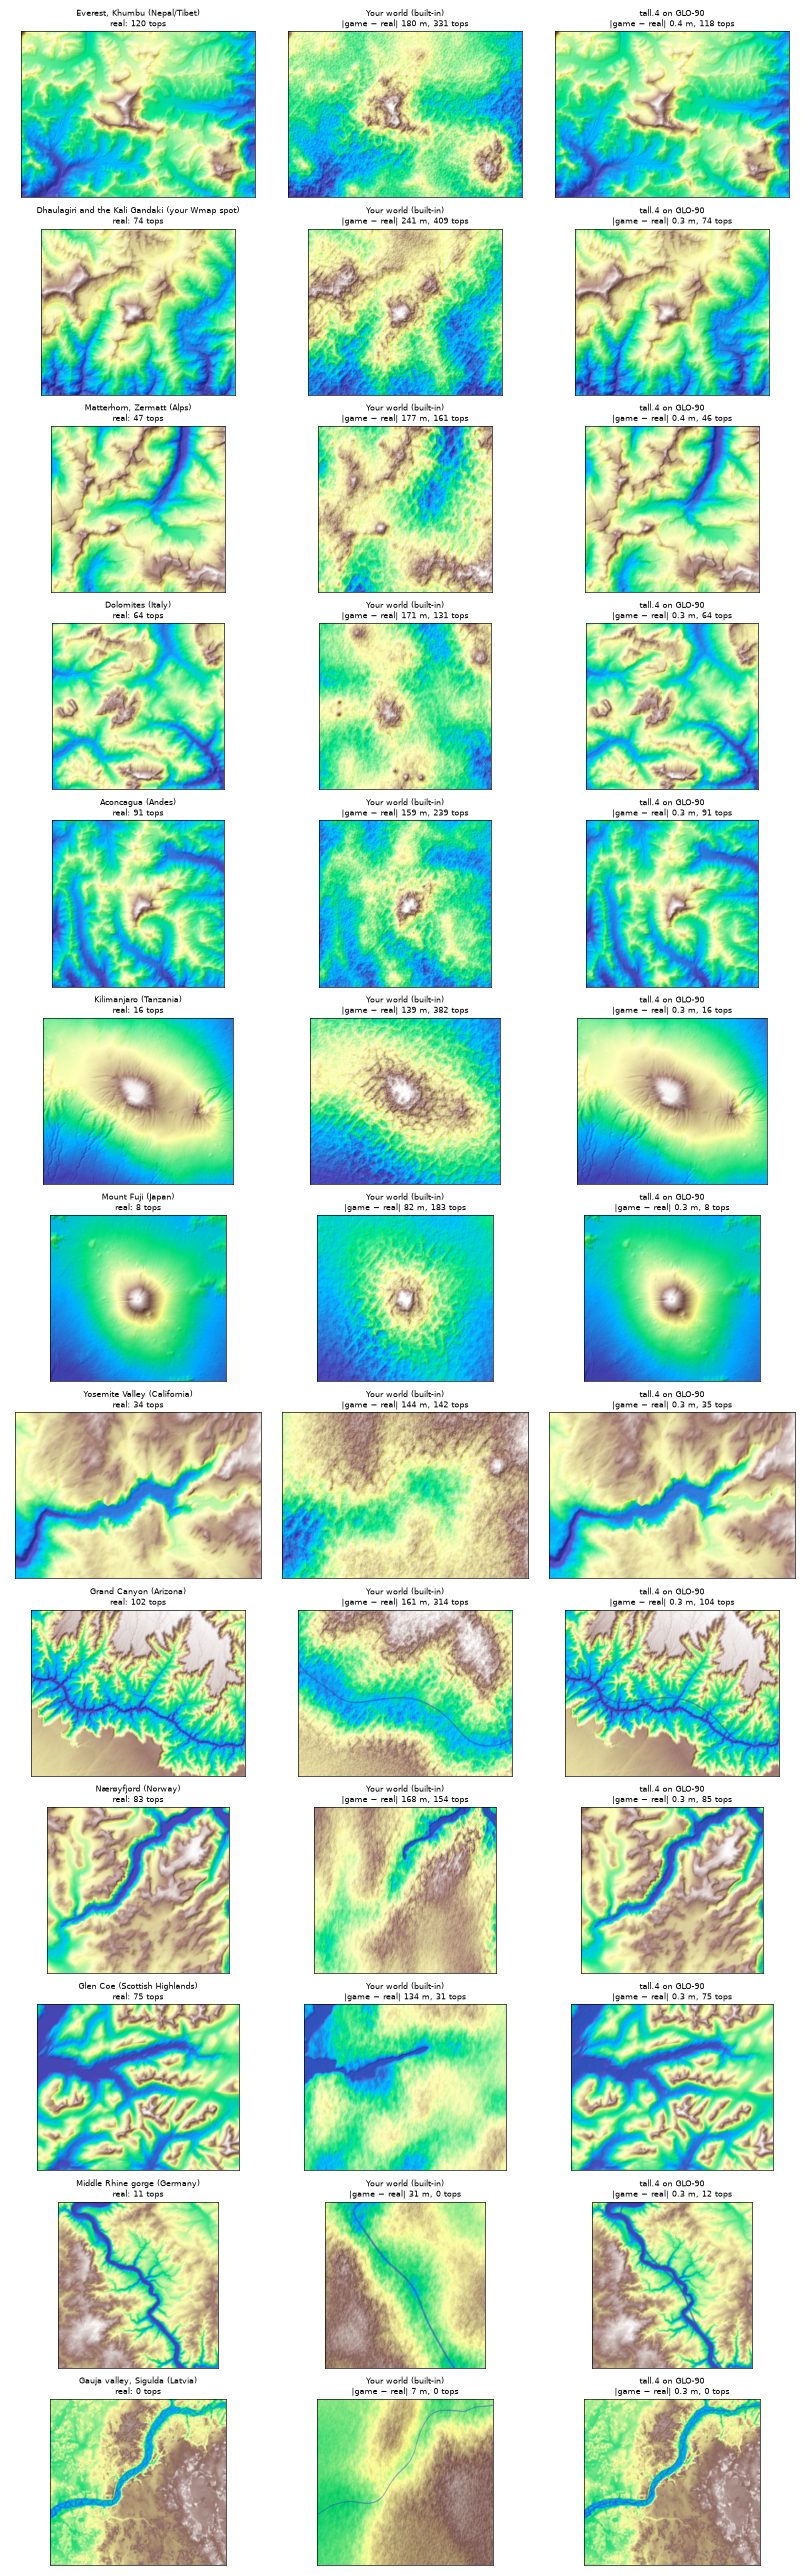 Everest, Khumbu (Nepal/Tibet)
real: 120 tops
Your world (built-in)
|game − real| 180 m, 331 tops
tall.4 on GLO-90
|game − real| 0.4 m, 118 tops
Dhaulagiri and the Kali Gandaki (your Wmap spot)
real: 74 tops
Your world (built-in)
|game − real| 241 m, 409 tops
tall.4 on GLO-90
|game − real| 0.3 m, 74 tops
Matterhorn, Zermatt (Alps)
real: 47 tops
Your world (built-in)
|game − real| 177 m, 161 tops
tall.4 on GLO-90
|game − real| 0.4 m, 46 tops
Dolomites (Italy)
real: 64 tops
Your world (built-in)
|game − real| 171 m, 131 tops
tall.4 on GLO-90
|game − real| 0.3 m, 64 tops
Aconcagua (Andes)
real: 91 tops
Your world (built-in)
|game − real| 159 m, 239 tops
tall.4 on GLO-90
|game − real| 0.3 m, 91 tops
Kilimanjaro (Tanzania)
real: 16 tops
Your world (built-in)
|game − real| 139 m, 382 tops
tall.4 on GLO-90
|game − real| 0.3 m, 16 tops
Mount Fuji (Japan)
real: 8 tops
Your world (built-in)
|game − real| 82 m, 183 tops
tall.4 on GLO-90
|game − real| 0.3 m, 8 tops
Yosemite Valley (California)
real: 34 tops
Your world (built-in)
|game − real| 144 m, 142 tops
tall.4 on GLO-90
|game − real| 0.3 m, 35 tops
Grand Canyon (Arizona)
real: 102 tops
Your world (built-in)
|game − real| 161 m, 314 tops
tall.4 on GLO-90
|game − real| 0.3 m, 104 tops
Nærøyfjord (Norway)
real: 83 tops
Your world (built-in)
|game − real| 168 m, 154 tops
tall.4 on GLO-90
|game − real| 0.3 m, 85 tops
Glen Coe (Scottish Highlands)
real: 75 tops
Your world (built-in)
|game − real| 134 m, 31 tops
tall.4 on GLO-90
|game − real| 0.3 m, 75 tops
Middle Rhine gorge (Germany)
real: 11 tops
Your world (built-in)
|game − real| 31 m, 0 tops
tall.4 on GLO-90
|game − real| 0.3 m, 12 tops
Gauja valley, Sigulda (Latvia)
real: 0 tops
Your world (built-in)
|game − real| 7 m, 0 tops
tall.4 on GLO-90
|game − real| 0.3 m, 0 tops